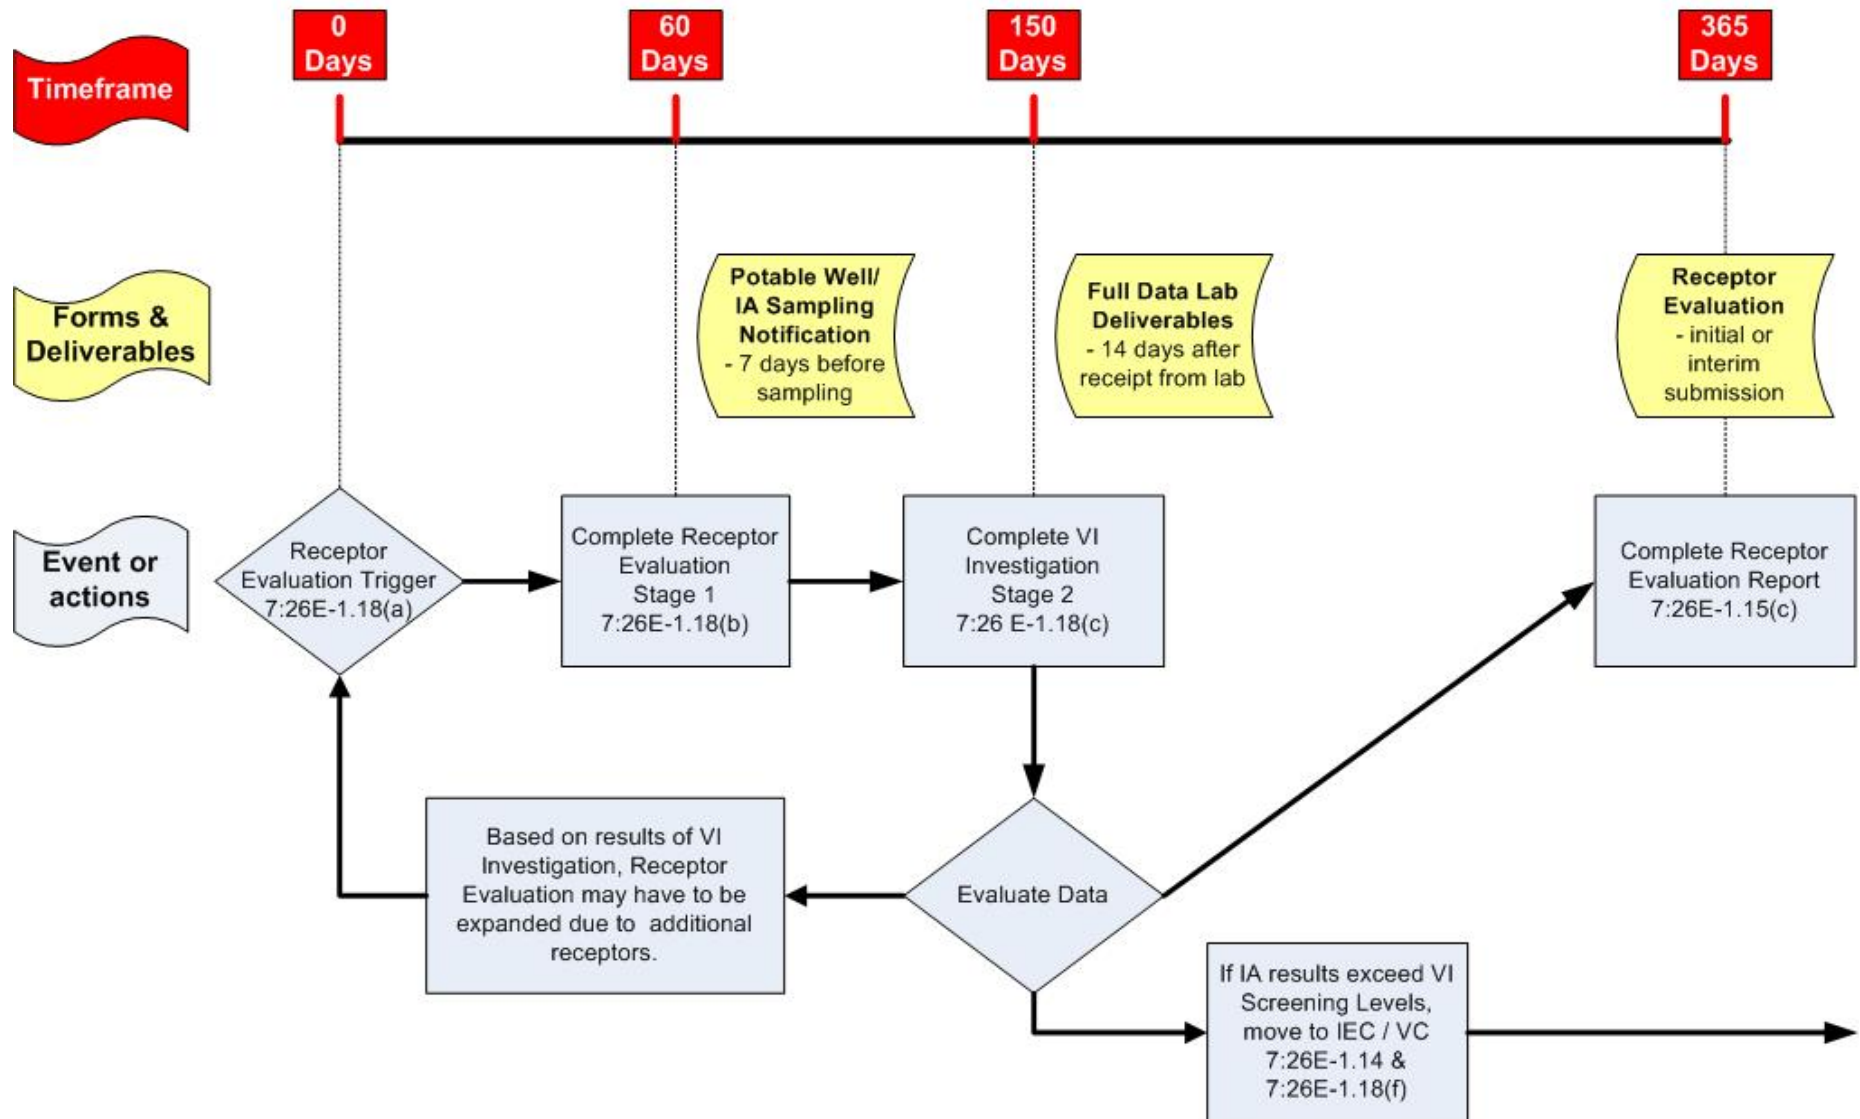 0
Days
60
Days
150
Days
365
Days
Timeframe
Forms &
Deliverables
Potable Well/
IA Sampling
Notification
- 7 days before
sampling
Full Data Lab
Deliverables
- 14 days after
receipt from lab
Receptor
Evaluation
- initial or
interim
submission
Event or
actions
Receptor
Evaluation Trigger
7:26E-1.18(a)
Complete Receptor
Evaluation
Stage 1
7:26E-1.18(b)
Complete VI
Investigation
Stage 2
7:26 E-1.18(c)
Complete Receptor
Evaluation Report
7:26E-1.15(c)
Based on results of VI
Investigation, Receptor
Evaluation may have to be
expanded due to  additional
receptors.
Evaluate Data
If IA results exceed VI
Screening Levels,
move to IEC / VC
7:26E-1.14 &
7:26E-1.18(f)